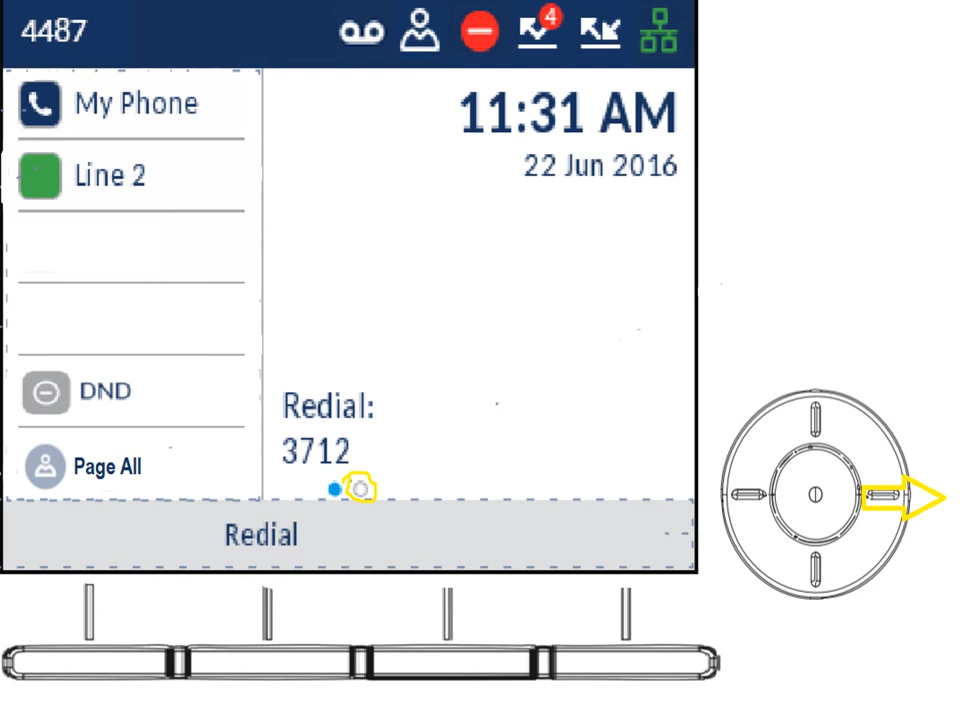 4487
4
My Phone
11:31 AM
Line 2
22 Jun 2016
DND
Redial:
Page All
3712
Redial